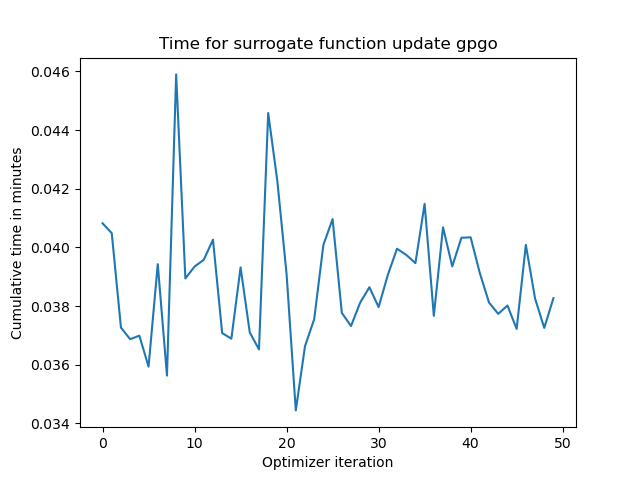 Time for surrogate function update gpgo
Cumulative time in minutes
0.046
0.044
0.042
0.040
0.038
0.036
0.034
0 10 20 30 40 50
Optimizer iteration